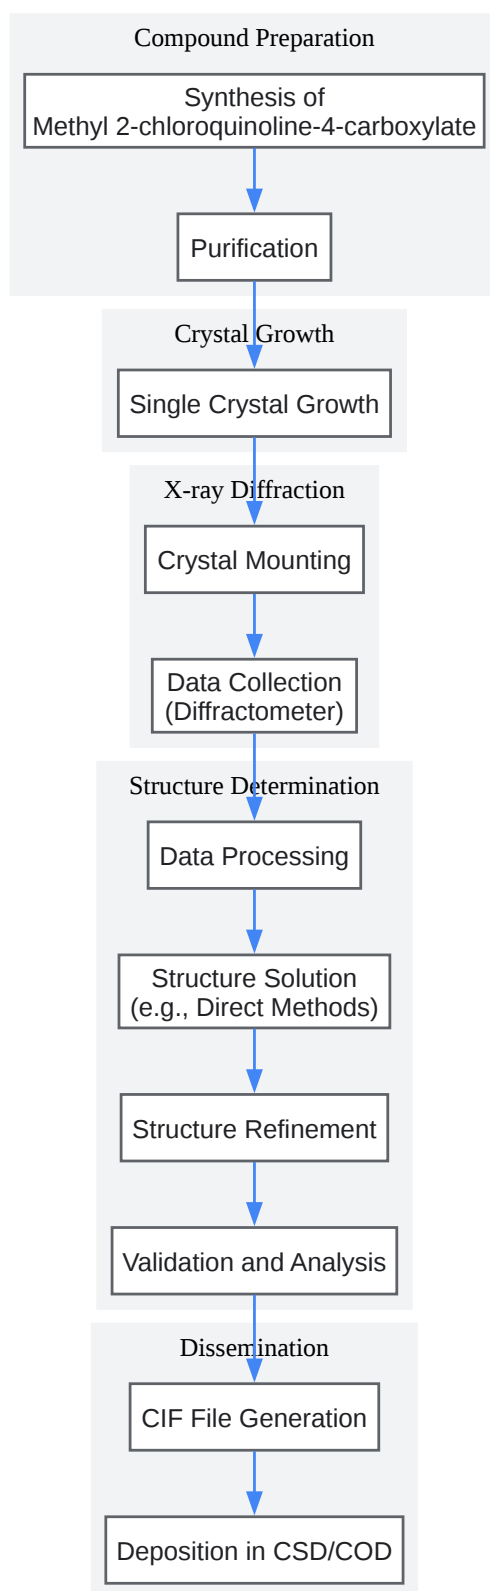 Compound Preparation
Synthesis of
Methyl 2-chloroquinoline-4-carboxylate
Purification
Crystal Growth
Single Crystal Growth
X-ray Diffraction
Crystal Mounting
Data Collection
(Diffractometer)
Structure Determination
Data Processing
Structure Solution
(e.g., Direct Methods)
Structure Refinement
Validation and Analysis
Dissemination
CIF File Generation
Deposition in CSD/COD